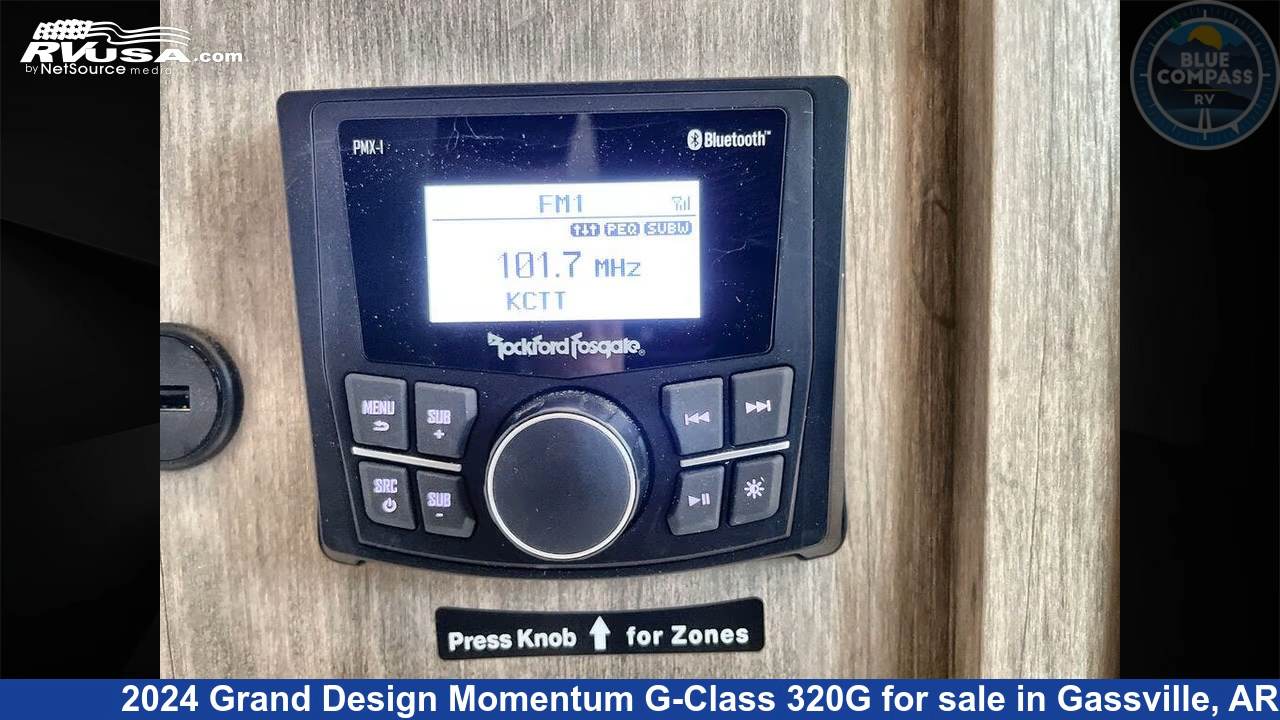 RVUSA.com
by NetSource media
BLUE
COMPASS
RV
PMX-1
Bluetooth™
FM1
PEQ SUBW
101.7 MHz
KCTT
Rockford Fosgate®
MENU
SUB
+
SRC
SUB
-
Press Knob for Zones
2024 Grand Design Momentum G-Class 320G for sale in Gassville, AR